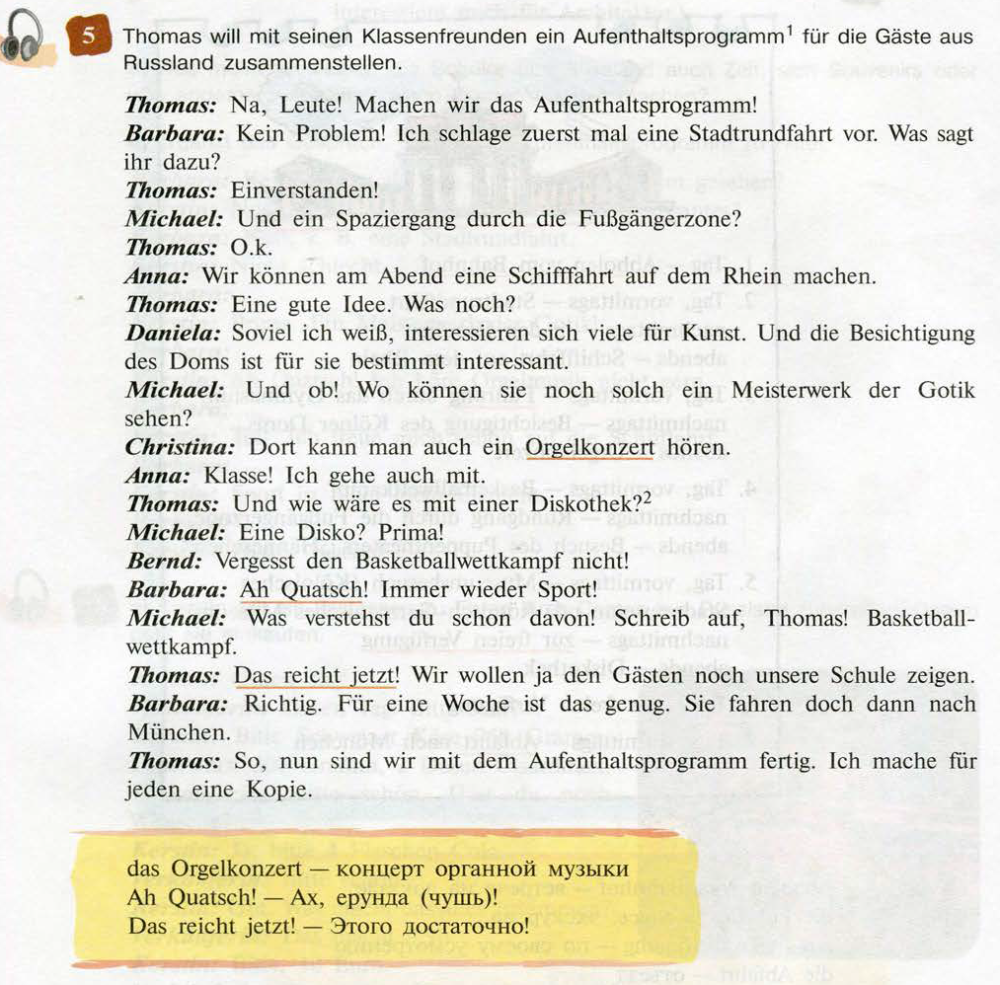 5 Thomas will mit seinen Klassenfreunden ein Aufenthaltsprogramm¹ für die Gäste aus
Russland zusammenstellen.
Thomas: Na, Leute! Machen wir das Aufenthaltsprogramm!
Barbara: Kein Problem! Ich schlage zuerst mal eine Stadtrundfahrt vor. Was sagt
ihr dazu?
Thomas: Einverstanden!
Michael: Und ein Spaziergang durch die Fußgängerzone?
Thomas: O.k.
Anna: Wir können am Abend eine Schifffahrt auf dem Rhein machen.
Thomas: Eine gute Idee. Was noch?
Daniela: Soviel ich weiß, interessieren sich viele für Kunst. Und die Besichtigung
des Doms ist für sie bestimmt interessant.
Michael: Und ob! Wo können sie noch solch ein Meisterwerk der Gotik
sehen?
Christina: Dort kann man auch ein Orgelkonzert hören.
Anna: Klasse! Ich gehe auch mit.
Thomas: Und wie wäre es mit einer Diskothek?²
Michael: Eine Disko? Prima!
Bernd: Vergesst den Basketballwettkampf nicht!
Barbara: Ah Quatsch! Immer wieder Sport!
Michael: Was verstehst du schon davon! Schreib auf, Thomas! Basketball-
wettkampf.
Thomas: Das reicht jetzt! Wir wollen ja den Gästen noch unsere Schule zeigen.
Barbara: Richtig. Für eine Woche ist das genug. Sie fahren doch dann nach
München.
Thomas: So, nun sind wir mit dem Aufenthaltsprogramm fertig. Ich mache für
jeden eine Kopie.
das Orgelkonzert — концерт органной музыки
Ah Quatsch! — Ах, ерунда (чушь)!
Das reicht jetzt! — Этого достаточно!